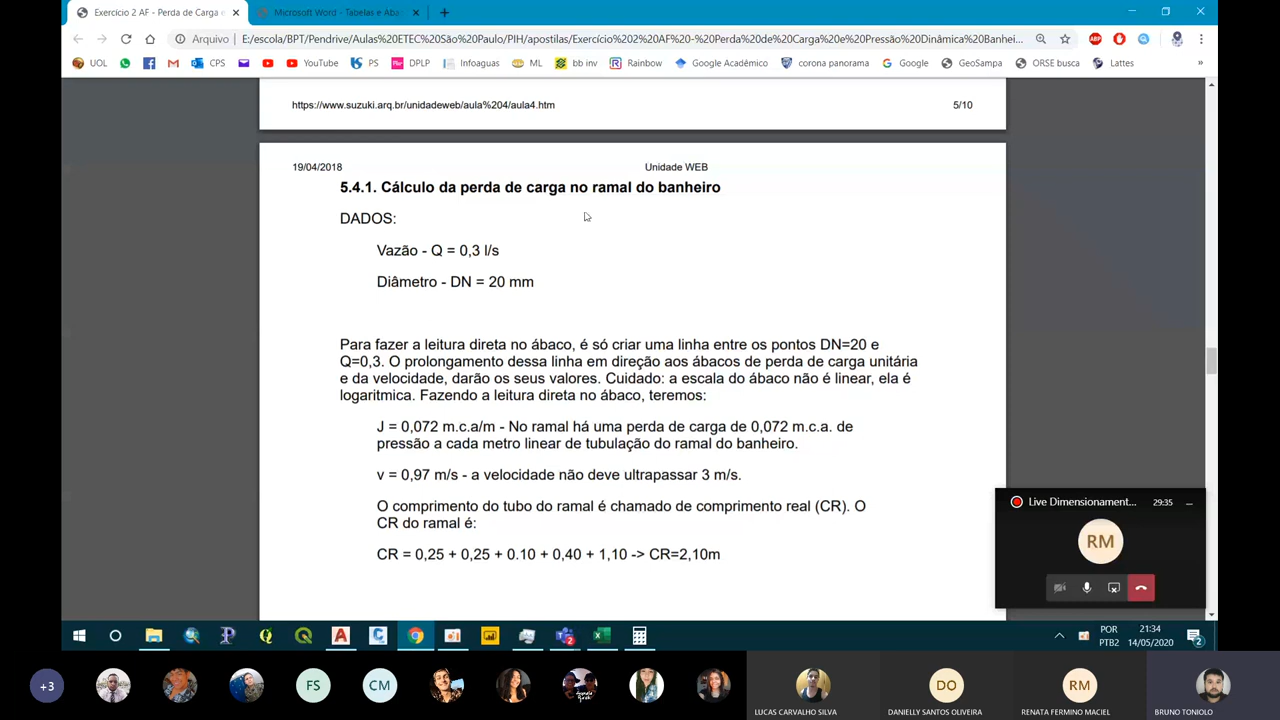 Exercício 2 AF - Perda de Carga e
Microsoft Word - Tabelas e Aba
Arquivo
E:/escola/BPT/Pendrive/Aulas%20ETEC%20São%20Paulo/PIH/apostilas/Exercício%202%20AF%20-%20Perda%20de%20Carga%20e%20Pressão%20Dinâmica%20Banhei...
UOL
CPS
YouTube
PS
DPLP
Infoaguas
ML
bb inv
Rainbow
Google Acadêmico
corona panorama
Google
GeoSampa
ORSE busca
Lattes
»
https://www.suzuki.arq.br/unidadeweb/aula%204/aula4.htm
5/10
19/04/2018
Unidade WEB
5.4.1. Cálculo da perda de carga no ramal do banheiro
DADOS:
Vazão - Q = 0,3 l/s
Diâmetro - DN = 20 mm
Para fazer a leitura direta no ábaco, é só criar uma linha entre os pontos DN=20 e
Q=0,3. O prolongamento dessa linha em direção aos ábacos de perda de carga unitária
e da velocidade, darão os seus valores. Cuidado: a escala do ábaco não é linear, ela é
logaritmica. Fazendo a leitura direta no ábaco, teremos:
J = 0,072 m.c.a/m - No ramal há uma perda de carga de 0,072 m.c.a. de
pressão a cada metro linear de tubulação do ramal do banheiro.
v = 0,97 m/s - a velocidade não deve ultrapassar 3 m/s.
O comprimento do tubo do ramal é chamado de comprimento real (CR). O
CR do ramal é:
CR = 0,25 + 0,25 + 0.10 + 0,40 + 1,10 -> CR=2,10m
Live Dimensionament...
29:35
RM
POR
PTB2
21:34
14/05/2020
2
+3
FS
CM
LUCAS CARVALHO SILVA
DO
DANIELLY SANTOS OLIVEIRA
RM
RENATA FERMINO MACIEL
BRUNO TONIOLO